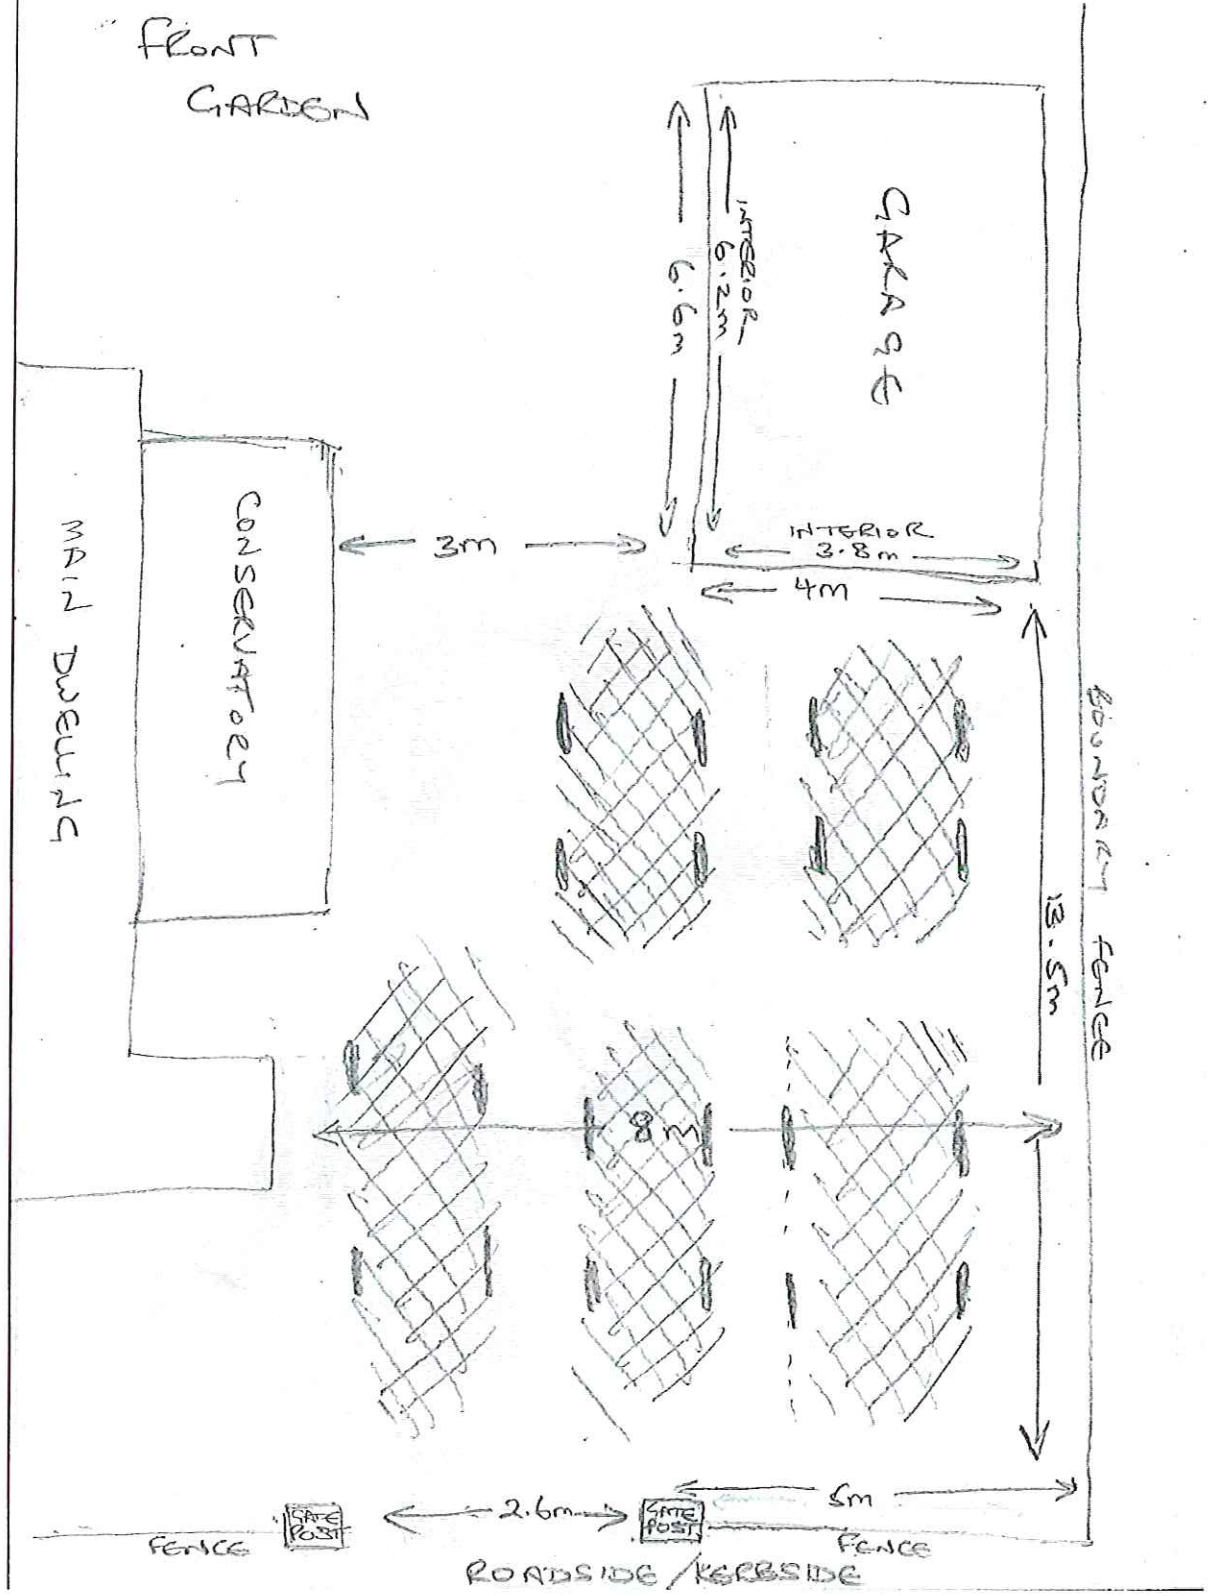 FRONT
GARDEN
GARAGE
INTERIOR
6.2m
6.6m
INTERIOR
3.8m
4m
3m
CONSERVATORY
MAIN DWELLING
BOUNDARY FENCE
13.5m
8m
5m
2.6m
GATE
POST
GATE
POST
FENCE
FENCE
ROADSIDE/KERBSIDE